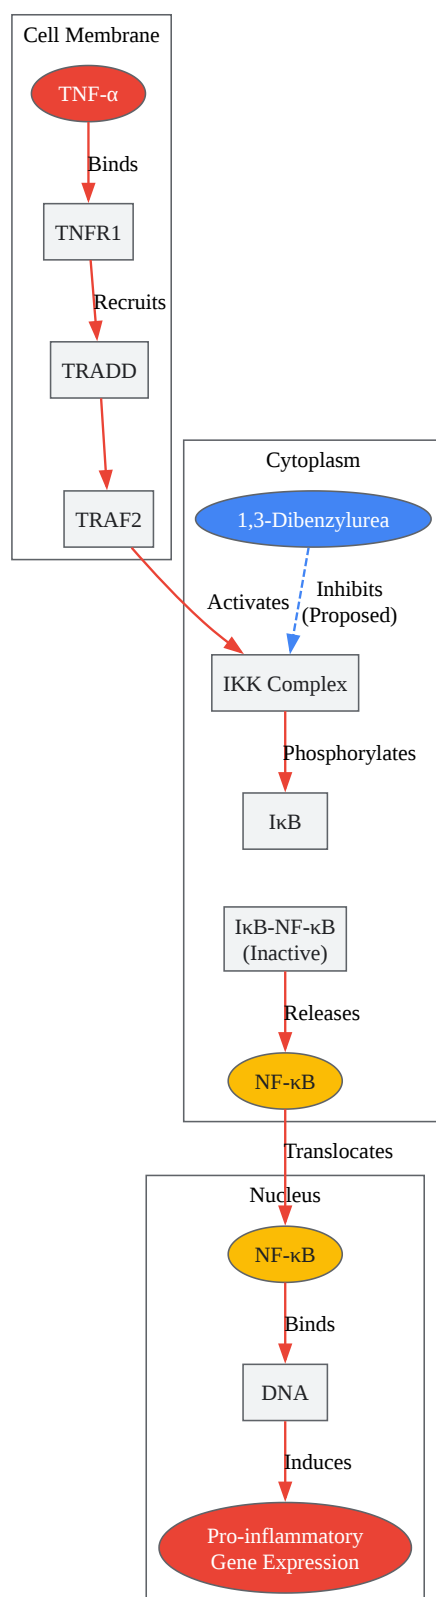 Cell Membrane
TNF-α
Binds
TNFR1
Recruits
TRADD
TRAF2
Cytoplasm
1,3-Dibenzylurea
Activates
Inhibits
(Proposed)
IKK Complex
Phosphorylates
IκB
IκB-NF-κB
(Inactive)
Releases
NF-κB
Translocates
Nucleus
NF-κB
Binds
DNA
Induces
Pro-inflammatory
Gene Expression